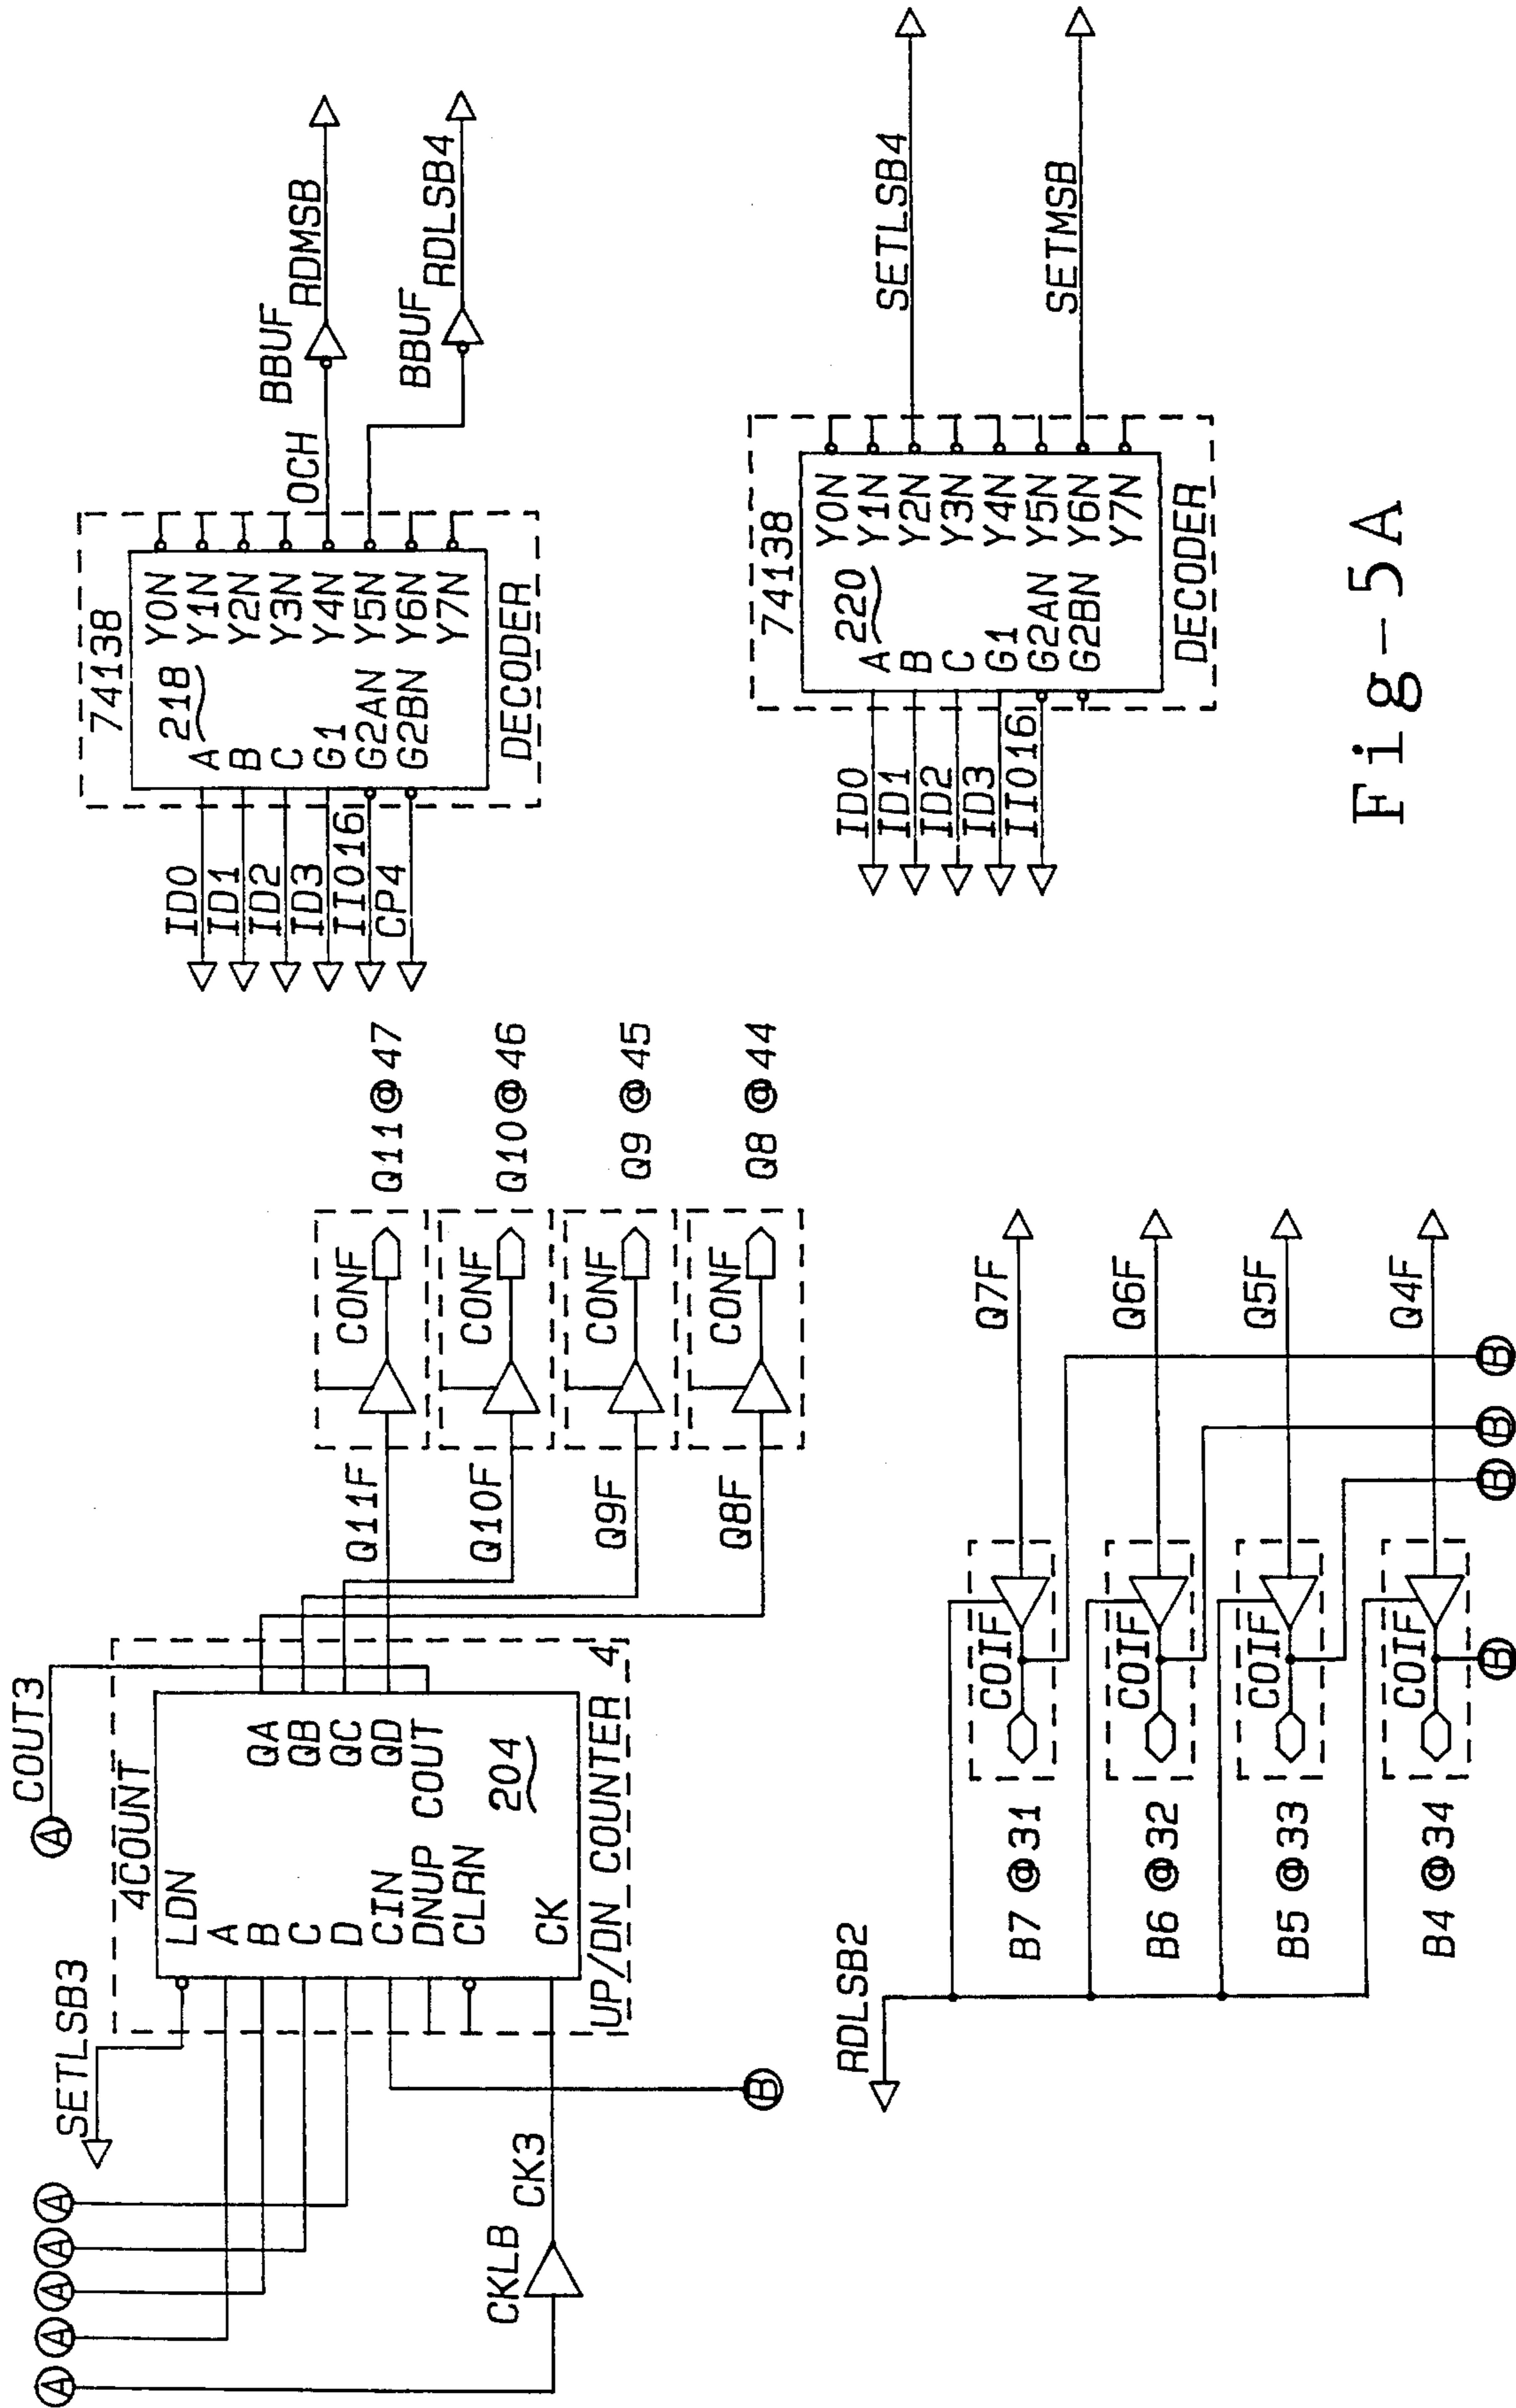 COUT3
A
A
A
A
A
A
SETLSB3
4COUNT
LDN
A
B
C
D
CIN
DNUP
CLRN
CK
QA
QB
QC
QD
COUT
204
UP/DN COUNTER 4
CKLB
CK3
B
Q11F
Q10F
Q9F
Q8F
CONF
CONF
CONF
CONF
Q11@47
Q10@46
Q9 @45
Q8 @44
74138
218
A
B
C
G1
G2AN
G2BN
Y0N
Y1N
Y2N
Y3N
Y4N
Y5N
Y6N
Y7N
DECODER
ID0
ID1
ID2
ID3
IIO16
CP4
OCH
BBUF
RDMSB
BBUF
RDLSB4
RDLSB2
B7 @31
B6 @32
B5 @33
B4 @34
COIF
COIF
COIF
COIF
Q7F
Q6F
Q5F
Q4F
B
B
B
B
74138
220
A
B
C
G1
G2AN
G2BN
Y0N
Y1N
Y2N
Y3N
Y4N
Y5N
Y6N
Y7N
DECODER
ID0
ID1
ID2
ID3
IIO16
SETLSB4
SETMSB
Fig-5A